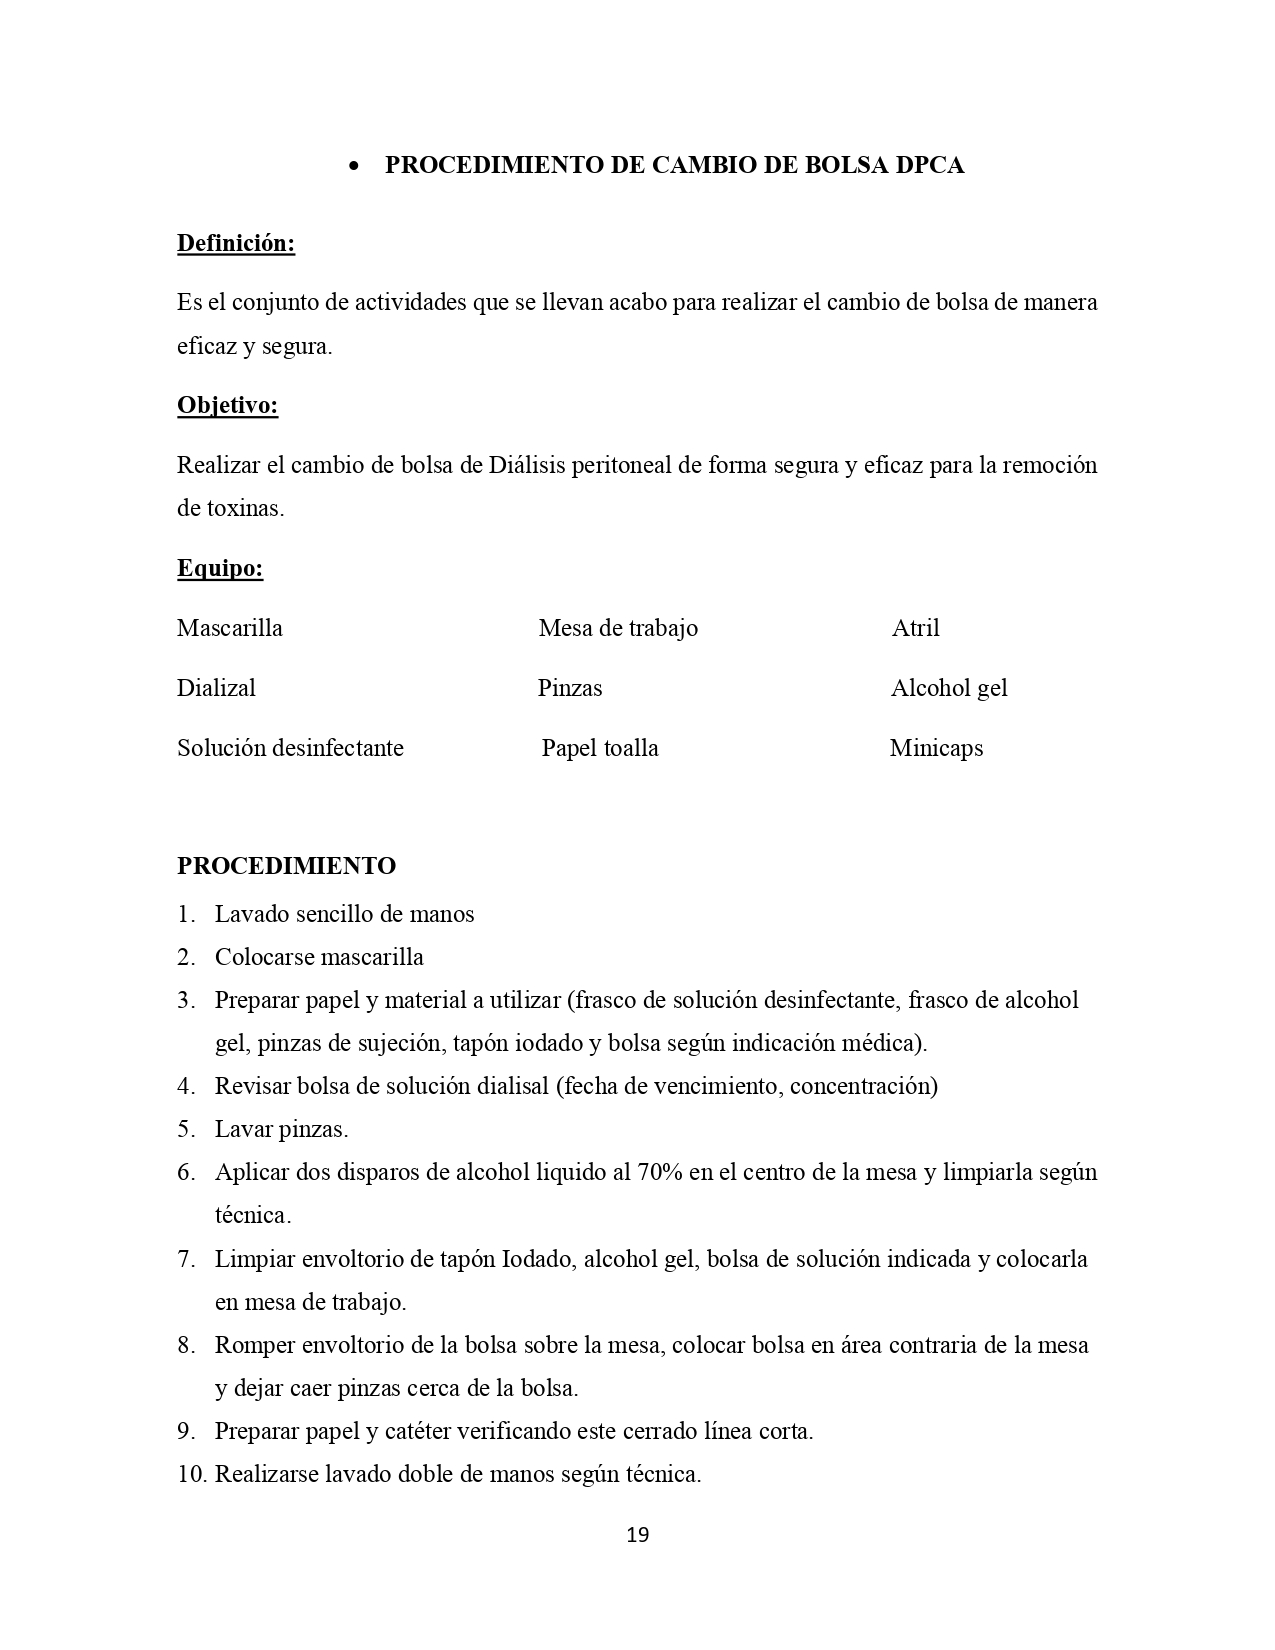 • PROCEDIMIENTO DE CAMBIO DE BOLSA DPCA
Definición:
Es el conjunto de actividades que se llevan acabo para realizar el cambio de bolsa de manera
eficaz y segura.
Objetivo:
Realizar el cambio de bolsa de Diálisis peritoneal de forma segura y eficaz para la remoción
de toxinas.
Equipo:
Mascarilla Mesa de trabajo Atril
Dializal Pinzas Alcohol gel
Solución desinfectante Papel toalla Minicaps
PROCEDIMIENTO
1. Lavado sencillo de manos
2. Colocarse mascarilla
3. Preparar papel y material a utilizar (frasco de solución desinfectante, frasco de alcohol
gel, pinzas de sujeción, tapón iodado y bolsa según indicación médica).
4. Revisar bolsa de solución dialisal (fecha de vencimiento, concentración)
5. Lavar pinzas.
6. Aplicar dos disparos de alcohol liquido al 70% en el centro de la mesa y limpiarla según
técnica.
7. Limpiar envoltorio de tapón Iodado, alcohol gel, bolsa de solución indicada y colocarla
en mesa de trabajo.
8. Romper envoltorio de la bolsa sobre la mesa, colocar bolsa en área contraria de la mesa
y dejar caer pinzas cerca de la bolsa.
9. Preparar papel y catéter verificando este cerrado línea corta.
10. Realizarse lavado doble de manos según técnica.
19